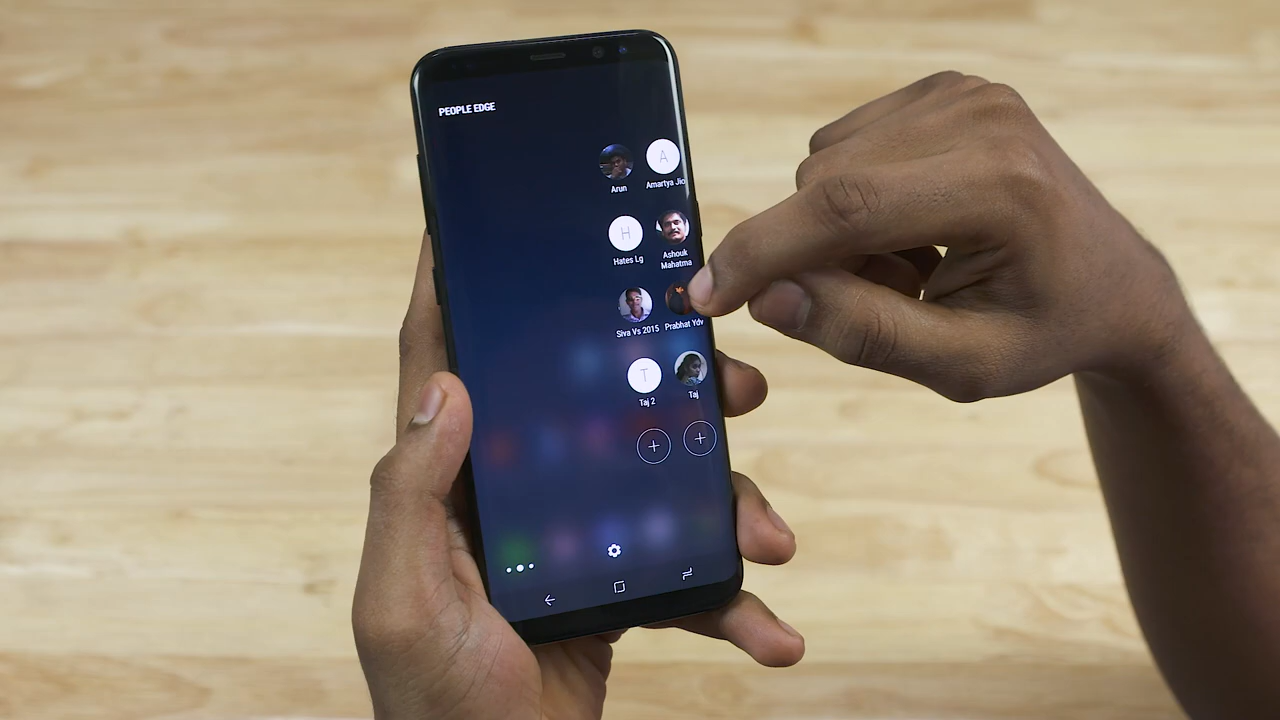 PEOPLE EDGE
Arun
Amartya Jio
A
H
Hates Lg
Ashouk
Mahatma
Siva Vs 2015
Prabhat Ydv
T
Taj 2
Taj